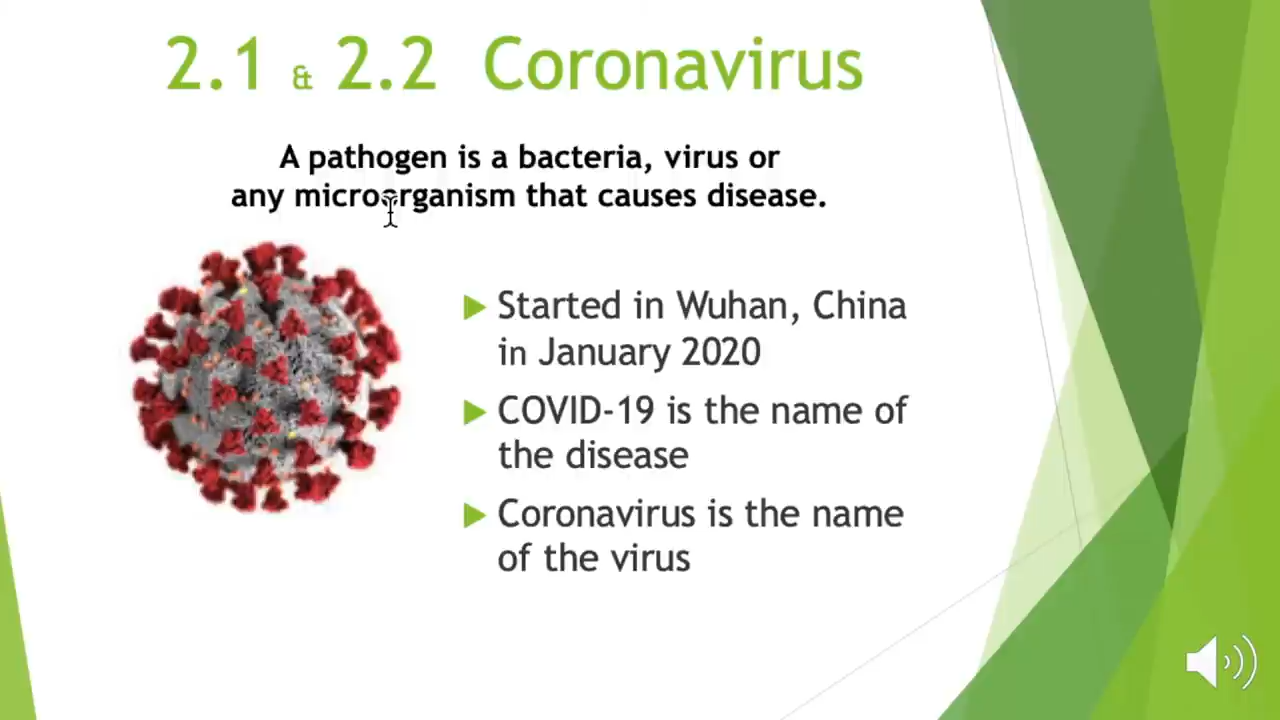 2.1 & 2.2 Coronavirus
A pathogen is a bacteria, virus or
any microorganism that causes disease.
Started in Wuhan, China
in January 2020
COVID-19 is the name of
the disease
Coronavirus is the name
of the virus